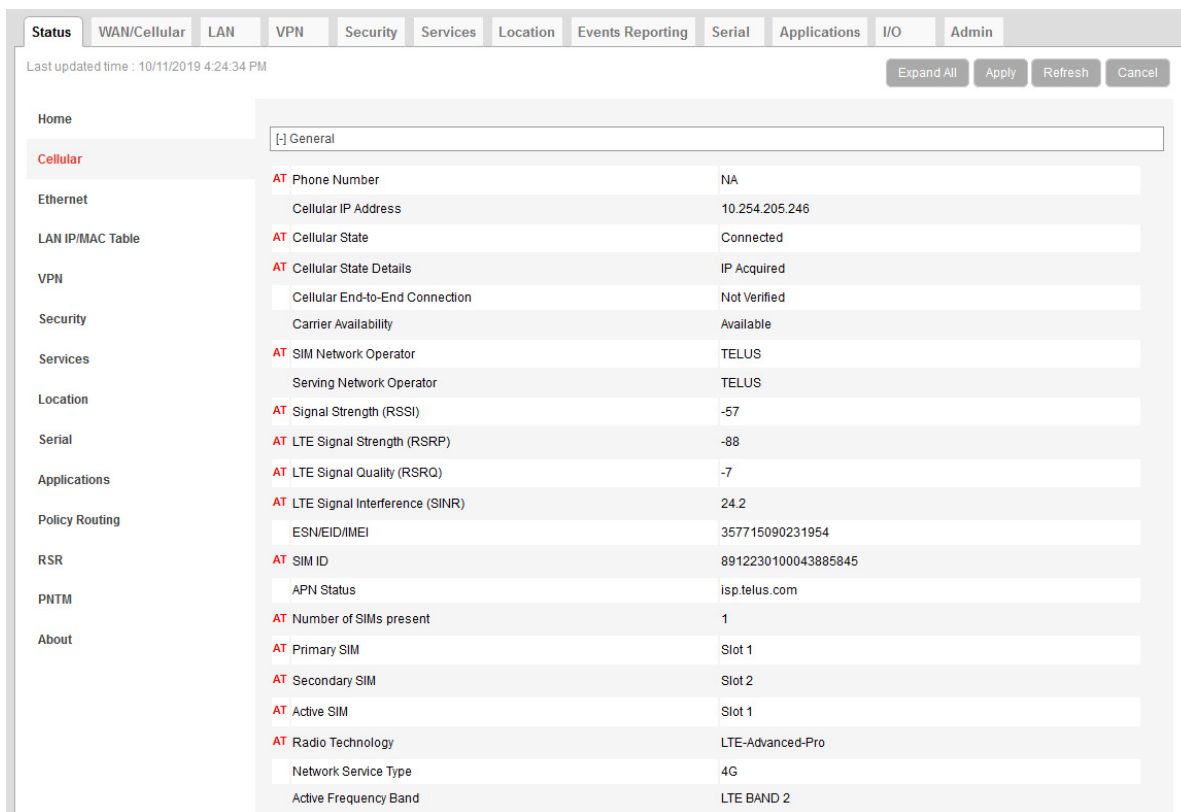 Status WAN/Cellular LAN VPN Security Services Location Events Reporting Serial Applications I/O Admin
Last updated time : 10/11/2019 4:24:34 PM
Expand All Apply Refresh Cancel
Home
Cellular
Ethernet
LAN IP/MAC Table
VPN
Security
Services
Location
Serial
Applications
Policy Routing
RSR
PNTM
About
[-] General
AT Phone Number NA
Cellular IP Address 10.254.205.246
AT Cellular State Connected
AT Cellular State Details IP Acquired
Cellular End-to-End Connection Not Verified
Carrier Availability Available
AT SIM Network Operator TELUS
Serving Network Operator TELUS
AT Signal Strength (RSSI) -57
AT LTE Signal Strength (RSRP) -88
AT LTE Signal Quality (RSRQ) -7
AT LTE Signal Interference (SINR) 24.2
ESN/EID/IMEI 357715090231954
AT SIM ID 8912230100043885845
APN Status isp.telus.com
AT Number of SIMs present 1
AT Primary SIM Slot 1
AT Secondary SIM Slot 2
AT Active SIM Slot 1
AT Radio Technology LTE-Advanced-Pro
Network Service Type 4G
Active Frequency Band LTE BAND 2